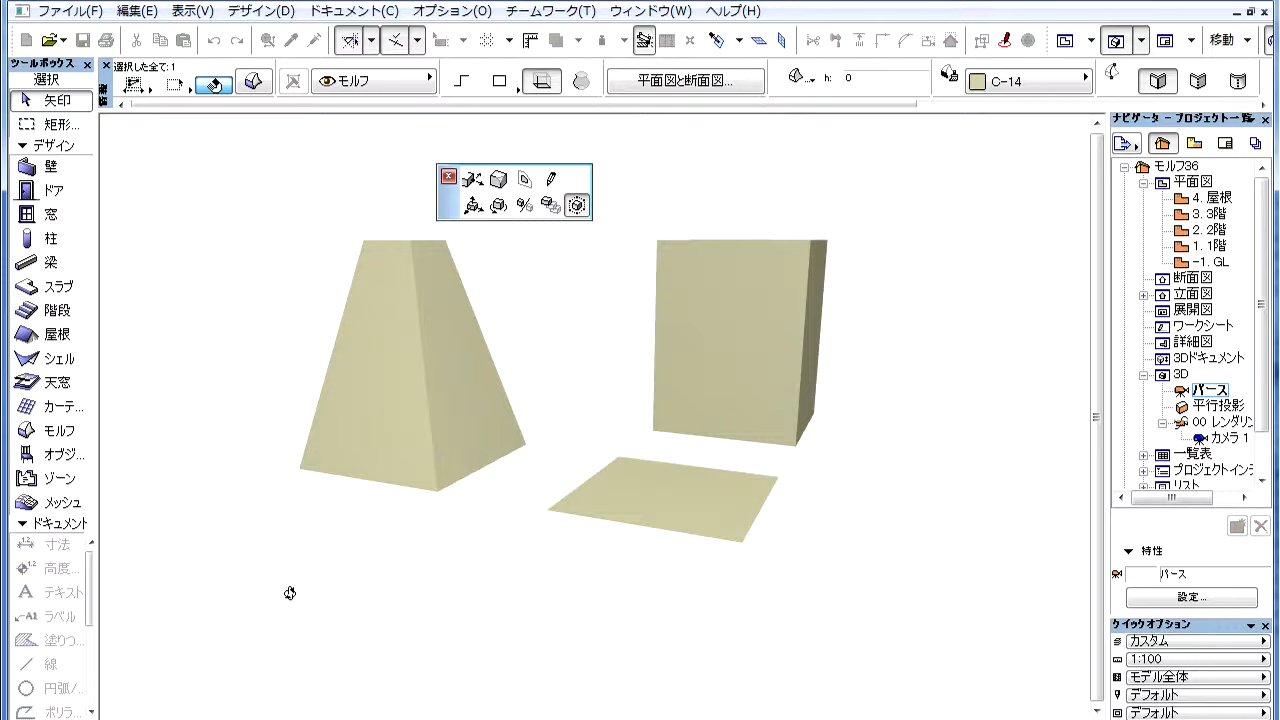 ファイル(F) 編集(E) 表示(V) デザイン(D) ドキュメント(C) オプション(O) チームワーク(T) ウィンドウ(W) ヘルプ(H)
移動
ツールボックス
選択
矢印
矩形...
デザイン
壁
ドア
窓
柱
梁
スラブ
階段
屋根
シェル
天窓
カーテ...
モルフ
オブジ...
ゾーン
メッシュ
ドキュメント
寸法
高度...
テキスト
A1 ラベル
塗りつ...
線
円弧/...
ポリラ...
選択した全て: 1
モルフ
平面図と断面図...
h: 0
C-14
ナビゲータ - プロジェクト一覧
モルフ36
平面図
4. 屋根
3. 3階
2. 2階
1. 1階
-1. GL
断面図
立面図
展開図
ワークシート
詳細図
3Dドキュメント
3D
パース
平行投影
00 レンダリン
カメラ 1
一覧表
プロジェクトインデ
リスト
特性
パース
設定...
クイックオプション
カスタム
1:100
モデル全体
デフォルト
デフォルト